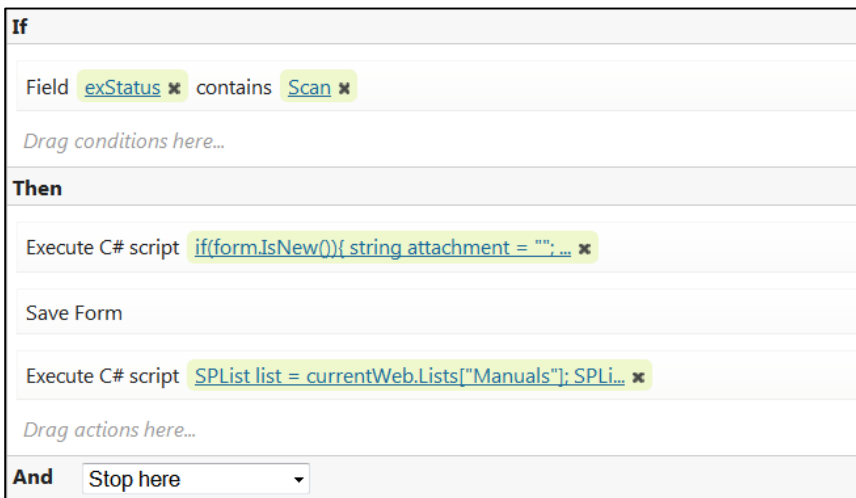 If
Field exStatus ✖ contains Scan ✖
Drag conditions here...
Then
Execute C# script if(form.IsNew()){ string attachment = ""; ... ✖
Save Form
Execute C# script SPList list = currentWeb.Lists["Manuals"]; SPLi... ✖
Drag actions here...
And Stop here